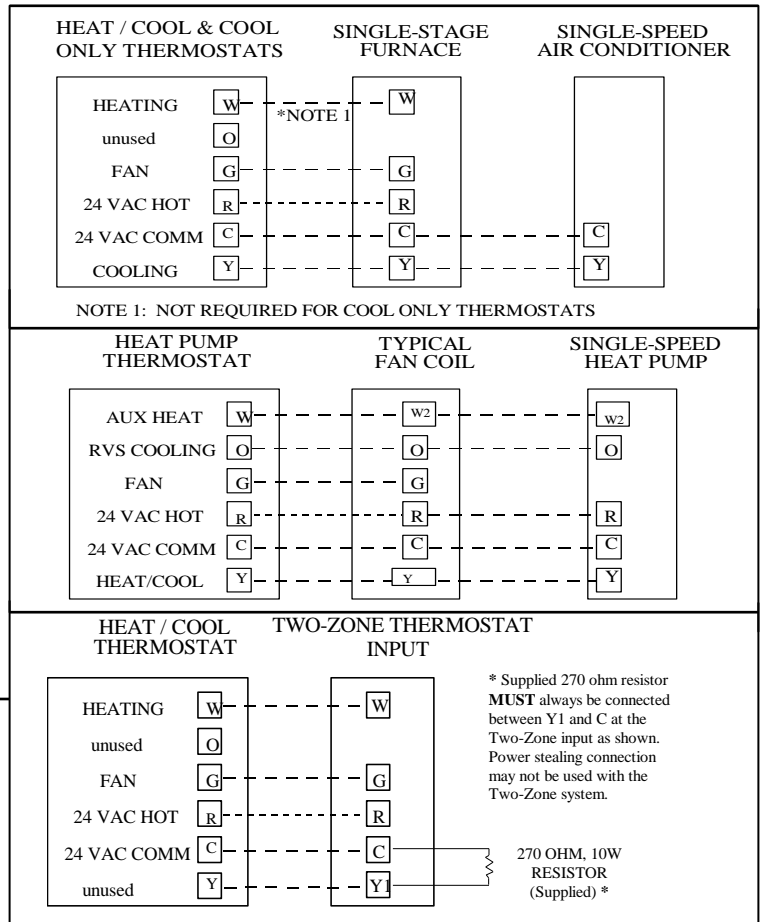 HEAT / COOL & COOL ONLY THERMOSTATS
SINGLE-STAGE FURNACE
SINGLE-SPEED AIR CONDITIONER
HEATING W W
*NOTE 1
unused O
FAN G G
24 VAC HOT R R
24 VAC COMM C C C
COOLING Y Y Y
NOTE 1: NOT REQUIRED FOR COOL ONLY THERMOSTATS
HEAT PUMP THERMOSTAT
TYPICAL FAN COIL
SINGLE-SPEED HEAT PUMP
AUX HEAT W W2 W2
RVS COOLING O O O
FAN G G
24 VAC HOT R R R
24 VAC COMM C C C
HEAT/COOL Y Y Y
HEAT / COOL THERMOSTAT
TWO-ZONE THERMOSTAT INPUT
HEATING W W
unused O
FAN G G
24 VAC HOT R R
24 VAC COMM C C
unused Y Y1
* Supplied 270 ohm resistor
MUST always be connected
between Y1 and C at the
Two-Zone input as shown.
Power stealing connection
may not be used with the
Two-Zone system.
270 OHM, 10W
RESISTOR
(Supplied) *